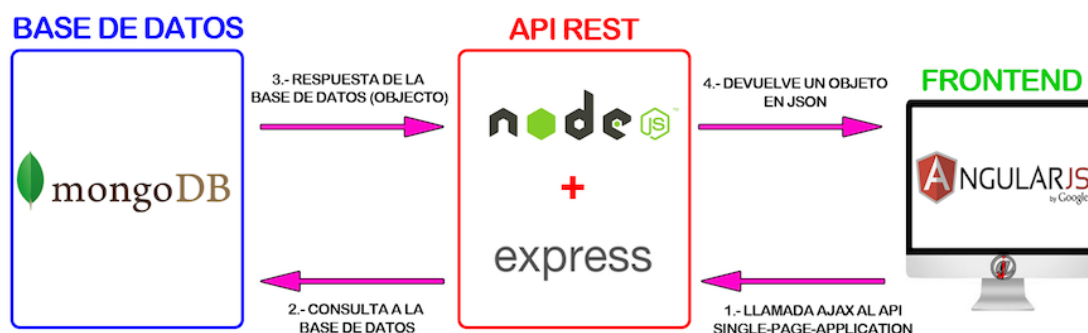 BASE DE DATOS
API REST
FRONTEND
3.- RESPUESTA DE LA
BASE DE DATOS (OBJECTO)
4.- DEVUELVE UN OBJETO
EN JSON
mongoDB
node JS
™
+
express
ANGULARJS
by Google
2.- CONSULTA A LA
BASE DE DATOS
1.- LLAMADA AJAX AL API
SINGLE-PAGE-APPLICATION